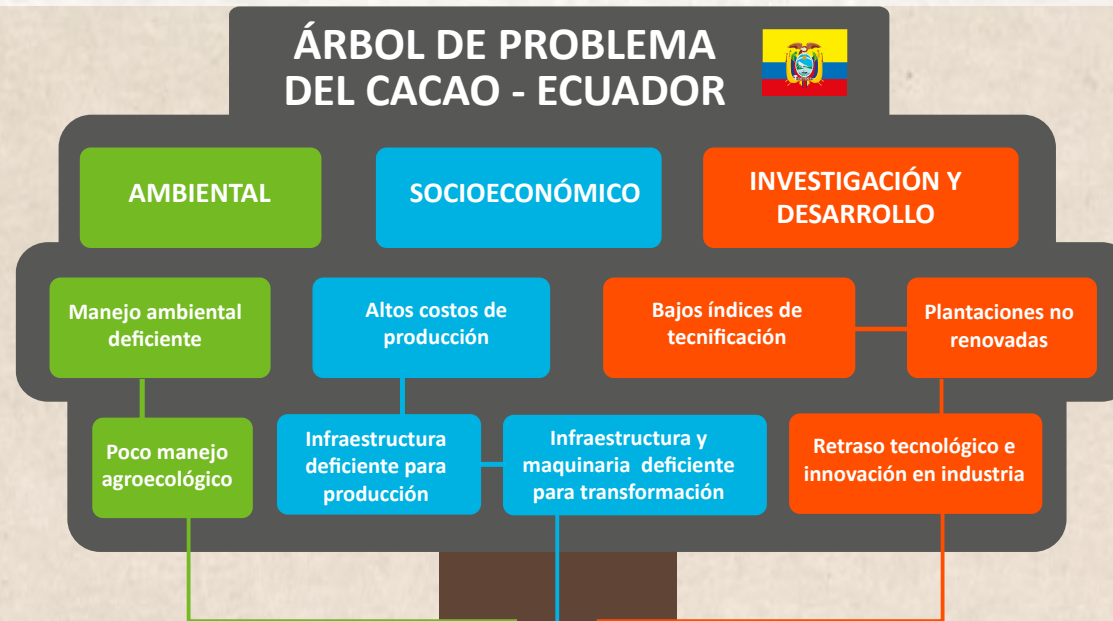 ÁRBOL DE PROBLEMA
DEL CACAO - ECUADOR
AMBIENTAL
SOCIOECONÓMICO
INVESTIGACIÓN Y
DESARROLLO
Manejo ambiental
deficiente
Altos costos de
producción
Bajos índices de
tecnificación
Plantaciones no
renovadas
Poco manejo
agroecológico
Infraestructura
deficiente para
producción
Infraestructura y
maquinaria deficiente
para transformación
Retraso tecnológico e
innovación en industria